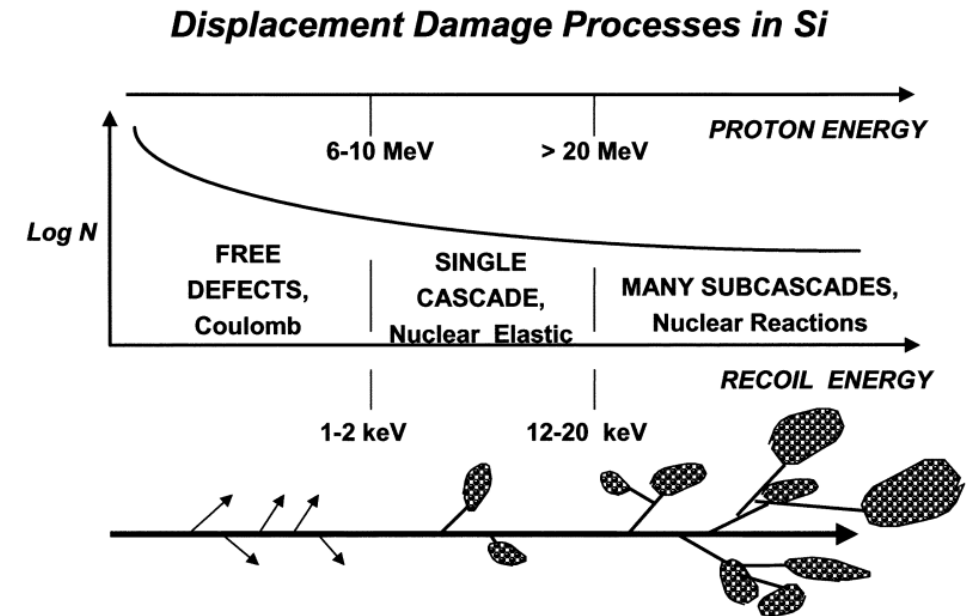 Displacement Damage Processes in Si
PROTON ENERGY
6-10 MeV
> 20 MeV
Log N
FREE
DEFECTS,
Coulomb
SINGLE
CASCADE,
Nuclear Elastic
MANY SUBCASCADES,
Nuclear Reactions
RECOIL ENERGY
1-2 keV
12-20 keV